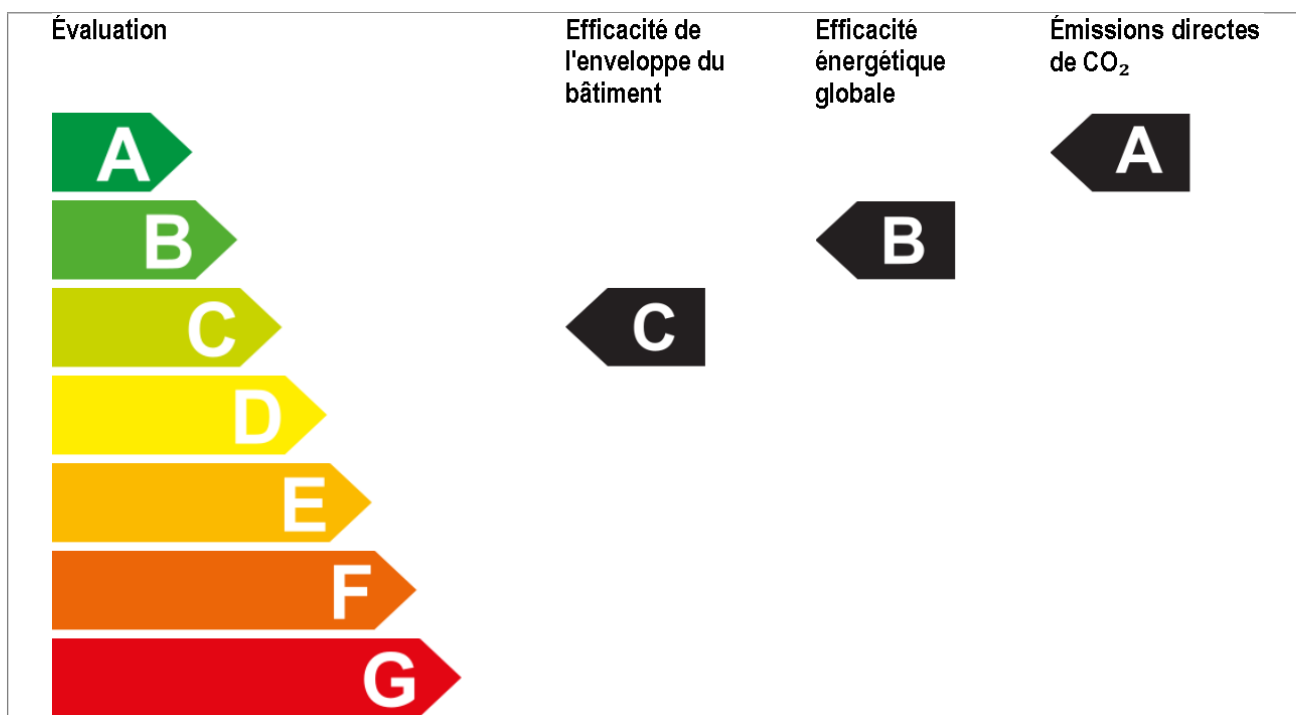 Évaluation
Efficacité de
l'enveloppe du
bâtiment
Efficacité
énergétique
globale
Émissions directes
de CO₂
A
A
B
B
C
C
D
E
F
G